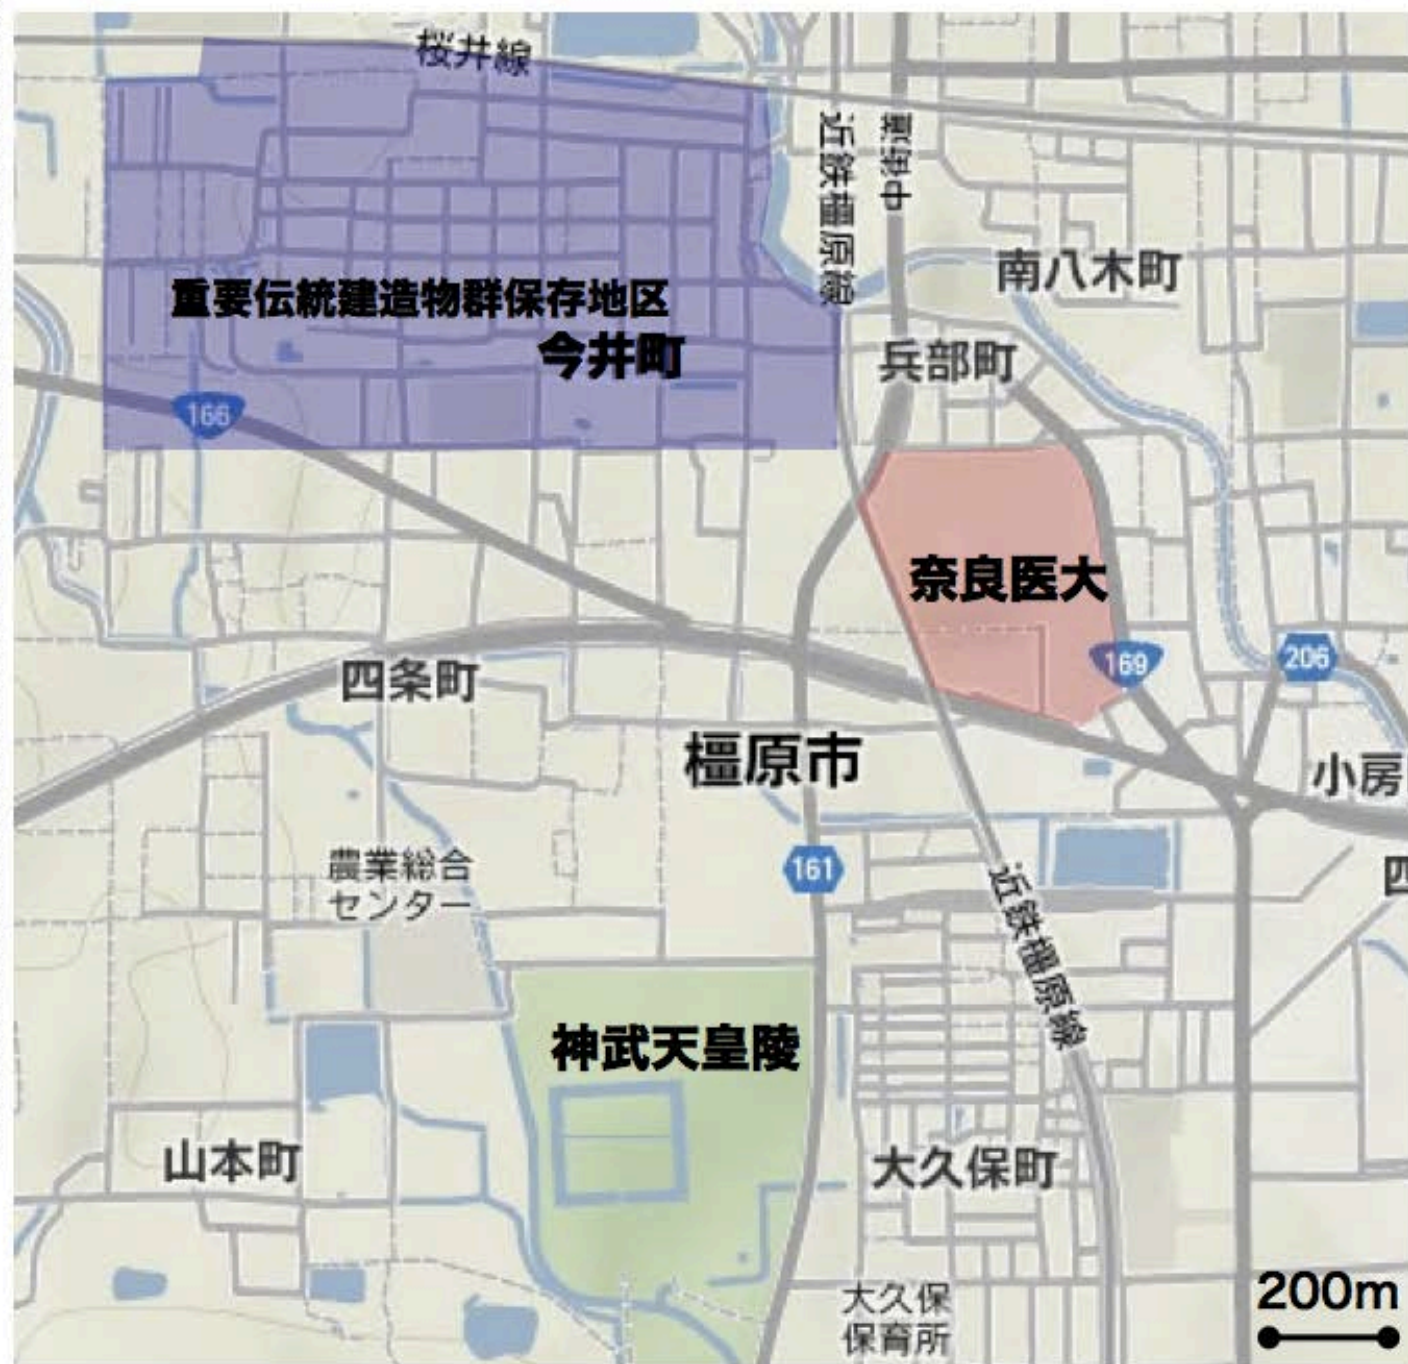 桜井線
近鉄橿原線
中街道
南八木町
重要伝統建造物群保存地区
今井町
兵部町
166
奈良医大
169
206
四条町
橿原市
小房
農業総合
センター
161
四
近鉄橿原線
神武天皇陵
山本町
大久保町
大久保
保育所
200m